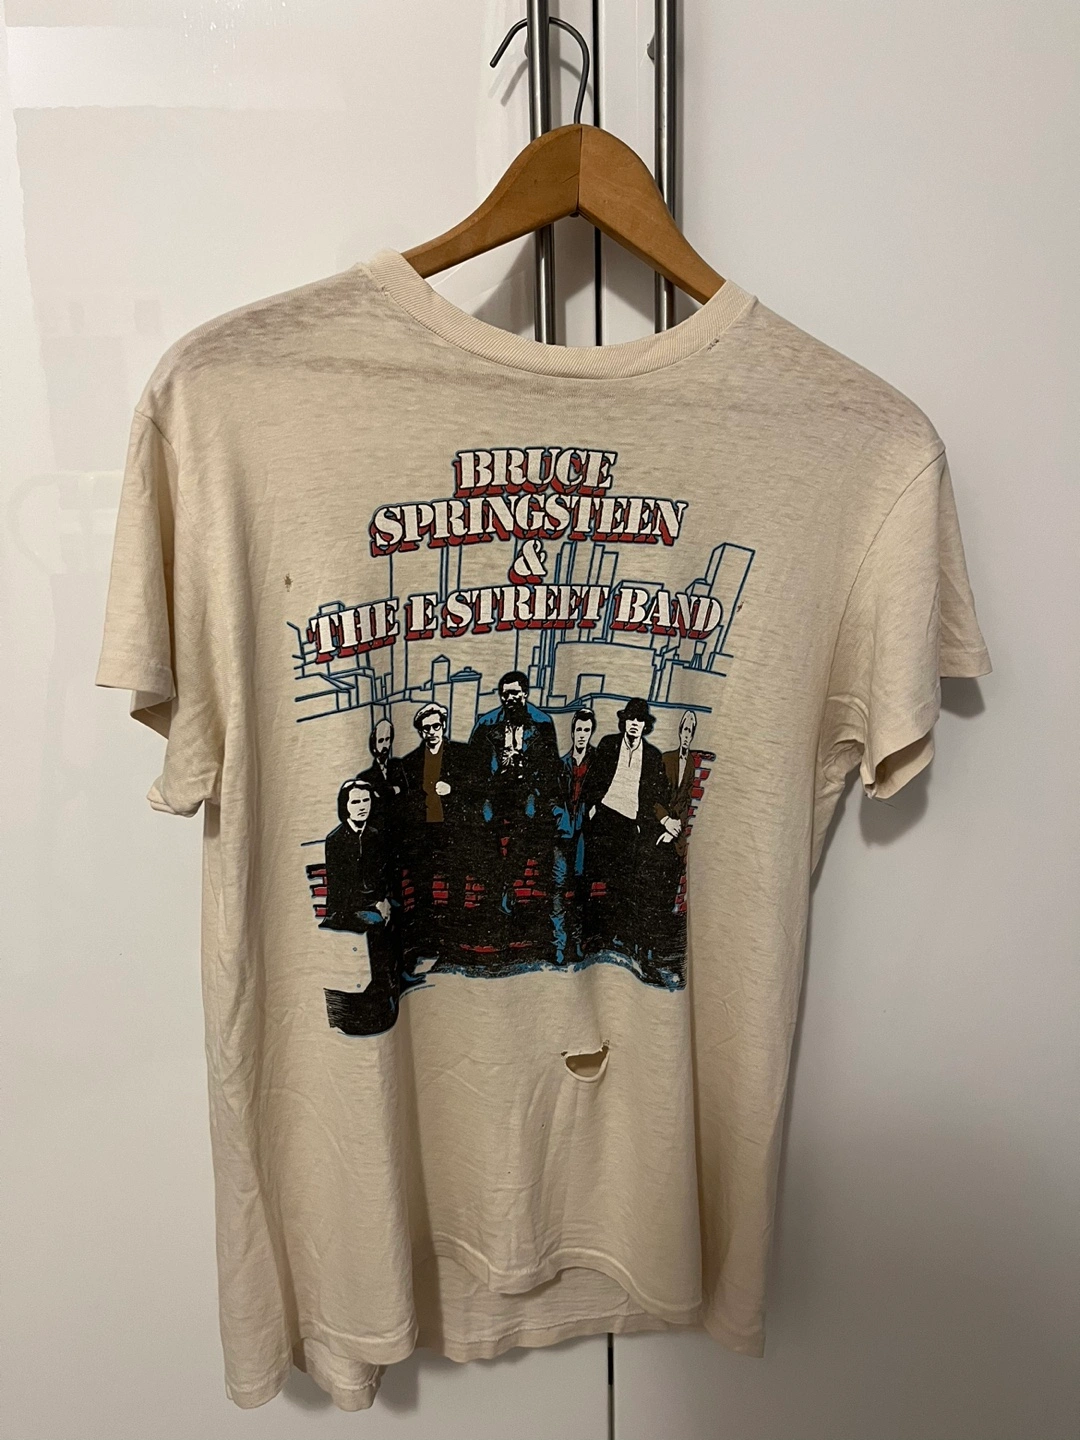 BRUCE
SPRINGSTEEN
&
THE E STREET BAND